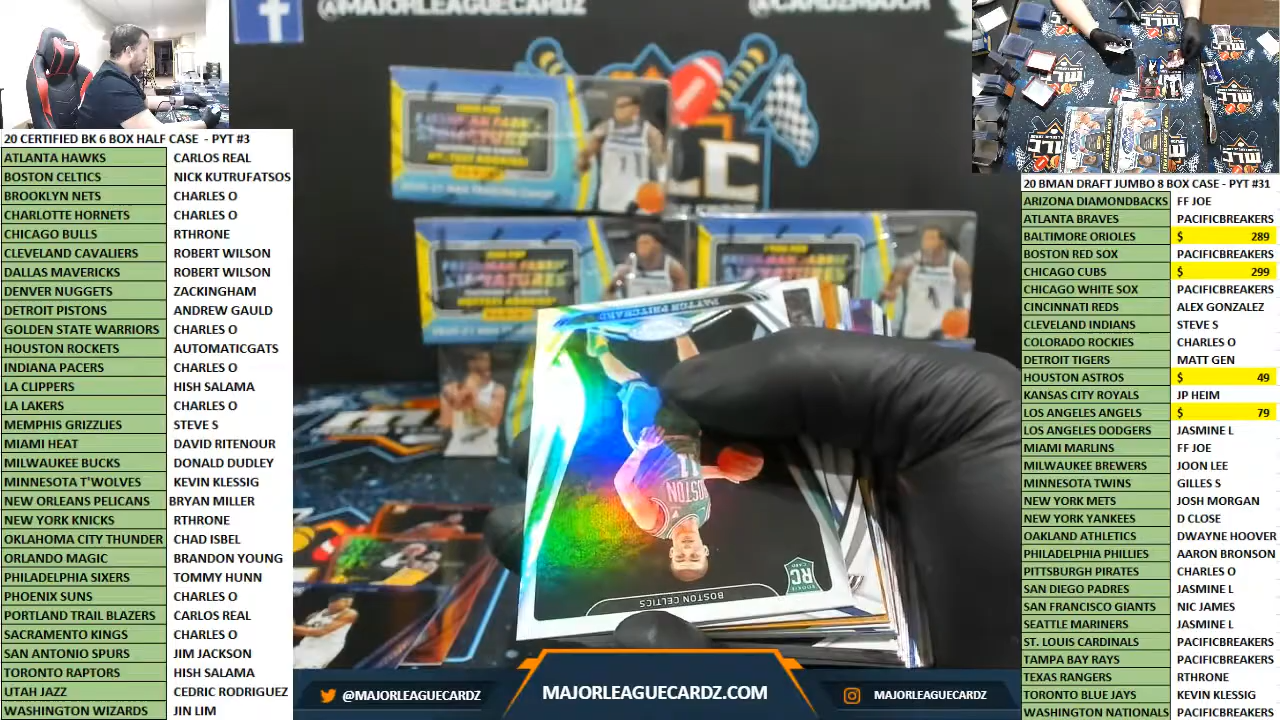 @MAJORLEAGUECARDZ
@CARDZMAJOR
20 CERTIFIED BK 6 BOX HALF CASE - PYT #3
ATLANTA HAWKS CARLOS REAL
BOSTON CELTICS NICK KUTRUFATSOS
BROOKLYN NETS CHARLES O
CHARLOTTE HORNETS CHARLES O
CHICAGO BULLS RTHRONE
CLEVELAND CAVALIERS ROBERT WILSON
DALLAS MAVERICKS ROBERT WILSON
DENVER NUGGETS ZACKINGHAM
DETROIT PISTONS ANDREW GAULD
GOLDEN STATE WARRIORS CHARLES O
HOUSTON ROCKETS AUTOMATICGATS
INDIANA PACERS CHARLES O
LA CLIPPERS HISH SALAMA
LA LAKERS CHARLES O
MEMPHIS GRIZZLIES STEVE S
MIAMI HEAT DAVID RITENOUR
MILWAUKEE BUCKS DONALD DUDLEY
MINNESOTA T'WOLVES KEVIN KLESSIG
NEW ORLEANS PELICANS BRYAN MILLER
NEW YORK KNICKS RTHRONE
OKLAHOMA CITY THUNDER CHAD ISBEL
ORLANDO MAGIC BRANDON YOUNG
PHILADELPHIA SIXERS TOMMY HUNN
PHOENIX SUNS CHARLES O
PORTLAND TRAIL BLAZERS CARLOS REAL
SACRAMENTO KINGS CHARLES O
SAN ANTONIO SPURS JIM JACKSON
TORONTO RAPTORS HISH SALAMA
UTAH JAZZ CEDRIC RODRIGUEZ
WASHINGTON WIZARDS JIN LIM
PAYTON PRITCHARD
BOSTON
11
RC
BOSTON CELTICS
20 BMAN DRAFT JUMBO 8 BOX CASE - PYT #31
ARIZONA DIAMONDBACKS FF JOE
ATLANTA BRAVES PACIFICBREAKERS
BALTIMORE ORIOLES $ 289
BOSTON RED SOX PACIFICBREAKERS
CHICAGO CUBS $ 299
CHICAGO WHITE SOX PACIFICBREAKERS
CINCINNATI REDS ALEX GONZALEZ
CLEVELAND INDIANS STEVE S
COLORADO ROCKIES CHARLES O
DETROIT TIGERS MATT GEN
HOUSTON ASTROS $ 49
KANSAS CITY ROYALS JP HEIM
LOS ANGELES ANGELS $ 79
LOS ANGELES DODGERS JASMINE L
MIAMI MARLINS FF JOE
MILWAUKEE BREWERS JOON LEE
MINNESOTA TWINS GILLES S
NEW YORK METS JOSH MORGAN
NEW YORK YANKEES D CLOSE
OAKLAND ATHLETICS DWAYNE HOOVER
PHILADELPHIA PHILLIES AARON BRONSON
PITTSBURGH PIRATES CHARLES O
SAN DIEGO PADRES JASMINE L
SAN FRANCISCO GIANTS NIC JAMES
SEATTLE MARINERS JASMINE L
ST. LOUIS CARDINALS PACIFICBREAKERS
TAMPA BAY RAYS PACIFICBREAKERS
TEXAS RANGERS RTHRONE
TORONTO BLUE JAYS KEVIN KLESSIG
WASHINGTON NATIONALS PACIFICBREAKERS
@MAJORLEAGUECARDZ
MAJORLEAGUECARDZ.COM
MAJORLEAGUECARDZ